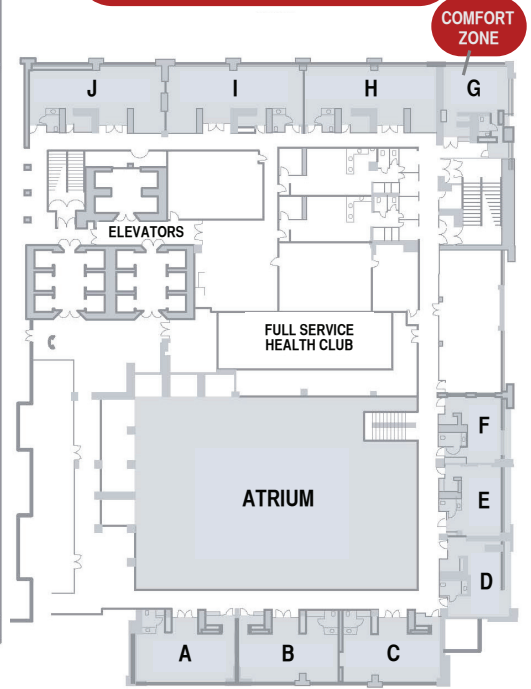 COMFORT
ZONE
J
I
H
G
ELEVATORS
FULL SERVICE
HEALTH CLUB
F
ATRIUM
E
D
A
B
C